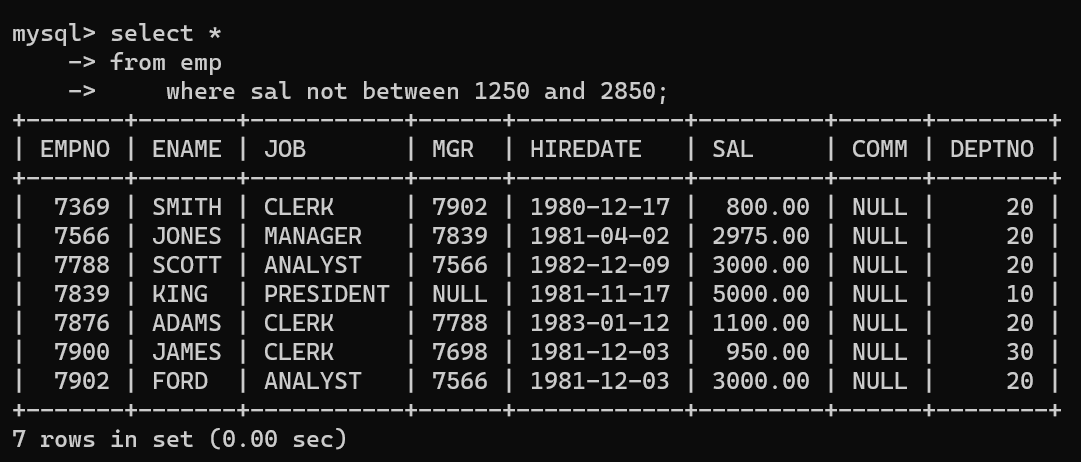 mysql> select *
    -> from emp
    ->     where sal not between 1250 and 2850;
+-------+-------+-----------+------+------------+---------+------+--------+
| EMPNO | ENAME | JOB       | MGR  | HIREDATE   | SAL     | COMM | DEPTNO |
+-------+-------+-----------+------+------------+---------+------+--------+
|  7369 | SMITH | CLERK     | 7902 | 1980-12-17 |  800.00 | NULL |     20 |
|  7566 | JONES | MANAGER   | 7839 | 1981-04-02 | 2975.00 | NULL |     20 |
|  7788 | SCOTT | ANALYST   | 7566 | 1982-12-09 | 3000.00 | NULL |     20 |
|  7839 | KING  | PRESIDENT | NULL | 1981-11-17 | 5000.00 | NULL |     10 |
|  7876 | ADAMS | CLERK     | 7788 | 1983-01-12 | 1100.00 | NULL |     20 |
|  7900 | JAMES | CLERK     | 7698 | 1981-12-03 |  950.00 | NULL |     30 |
|  7902 | FORD  | ANALYST   | 7566 | 1981-12-03 | 3000.00 | NULL |     20 |
+-------+-------+-----------+------+------------+---------+------+--------+
7 rows in set (0.00 sec)